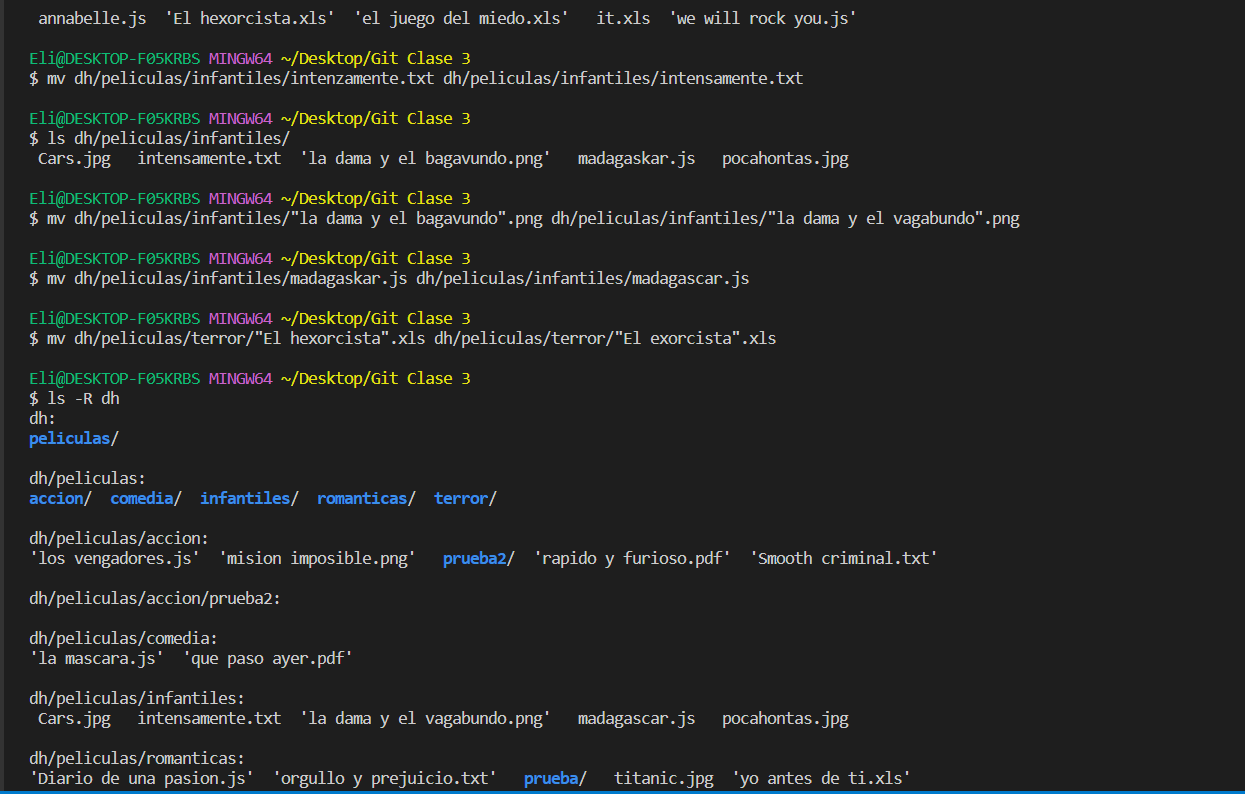 annabelle.js  'El hexorcista.xls'  'el juego del miedo.xls'   it.xls  'we will rock you.js'
Eli@DESKTOP-F05KRBS MINGW64 ~/Desktop/Git Clase 3
$ mv dh/peliculas/infantiles/intenzamente.txt dh/peliculas/infantiles/intensamente.txt
Eli@DESKTOP-F05KRBS MINGW64 ~/Desktop/Git Clase 3
$ ls dh/peliculas/infantiles/
 Cars.jpg   intensamente.txt  'la dama y el bagavundo.png'   madagaskar.js   pocahontas.jpg
Eli@DESKTOP-F05KRBS MINGW64 ~/Desktop/Git Clase 3
$ mv dh/peliculas/infantiles/"la dama y el bagavundo".png dh/peliculas/infantiles/"la dama y el vagabundo".png
Eli@DESKTOP-F05KRBS MINGW64 ~/Desktop/Git Clase 3
$ mv dh/peliculas/infantiles/madagaskar.js dh/peliculas/infantiles/madagascar.js
Eli@DESKTOP-F05KRBS MINGW64 ~/Desktop/Git Clase 3
$ mv dh/peliculas/terror/"El hexorcista".xls dh/peliculas/terror/"El exorcista".xls
Eli@DESKTOP-F05KRBS MINGW64 ~/Desktop/Git Clase 3
$ ls -R dh
dh:
peliculas/
dh/peliculas:
accion/  comedia/  infantiles/  romanticas/  terror/
dh/peliculas/accion:
'los vengadores.js'  'mision imposible.png'   prueba2/  'rapido y furioso.pdf'  'Smooth criminal.txt'
dh/peliculas/accion/prueba2:
dh/peliculas/comedia:
'la mascara.js'  'que paso ayer.pdf'
dh/peliculas/infantiles:
 Cars.jpg   intensamente.txt  'la dama y el vagabundo.png'   madagascar.js   pocahontas.jpg
dh/peliculas/romanticas:
'Diario de una pasion.js'  'orgullo y prejuicio.txt'   prueba/   titanic.jpg  'yo antes de ti.xls'